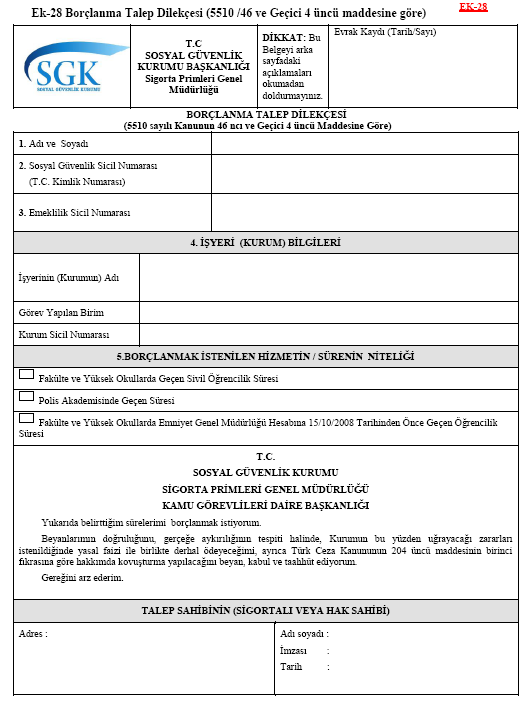 Ek-28 Borçlanma Talep Dilekçesi (5510 /46 ve Geçici 4 üncü maddesine göre)
EK-28
SGK
SOSYAL GÜVENLİK KURUMU
T.C
SOSYAL GÜVENLİK
KURUMU BAŞKANLIĞI
Sigorta Primleri Genel
Müdürlüğü
DİKKAT: Bu
Belgeyi arka
sayfadaki
açıklamaları
okumadan
doldurmayınız.
Evrak Kaydı (Tarih/Sayı)
BORÇLANMA TALEP DİLEKÇESİ
(5510 sayılı Kanunun 46 ncı ve Geçici 4 üncü Maddesine Göre)
1. Adı ve Soyadı
2. Sosyal Güvenlik Sicil Numarası
(T.C. Kimlik Numarası)
3. Emeklilik Sicil Numarası
4. İŞYERİ (KURUM) BİLGİLERİ
İşyerinin (Kurumun) Adı
Görev Yapılan Birim
Kurum Sicil Numarası
5.BORÇLANMAK İSTENİLEN HİZMETİN / SÜRENİN NİTELİĞİ
Fakülte ve Yüksek Okullarda Geçen Sivil Öğrencilik Süresi
Polis Akademisinde Geçen Süresi
Fakülte ve Yüksek Okullarda Emniyet Genel Müdürlüğü Hesabına 15/10/2008 Tarihinden Önce Geçen Öğrencilik
Süresi
T.C.
SOSYAL GÜVENLİK KURUMU
SİGORTA PRİMLERİ GENEL MÜDÜRLÜĞÜ
KAMU GÖREVLİLERİ DAİRE BAŞKANLIĞI
Yukarıda belirttiğim sürelerimi borçlanmak istiyorum.
Beyanlarımın doğruluğunu, gerçeğe aykırılığının tespiti halinde, Kurumun bu yüzden uğrayacağı zararları
istenildiğinde yasal faizi ile birlikte derhal ödeyeceğimi, ayrıca Türk Ceza Kanununun 204 üncü maddesinin birinci
fıkrasına göre hakkımda kovuşturma yapılacağını beyan, kabul ve taahhüt ediyorum.
Gereğini arz ederim.
TALEP SAHİBİNİN (SİGORTALI VEYA HAK SAHİBİ)
Adres :
Adı soyadı :
İmzası :
Tarih :